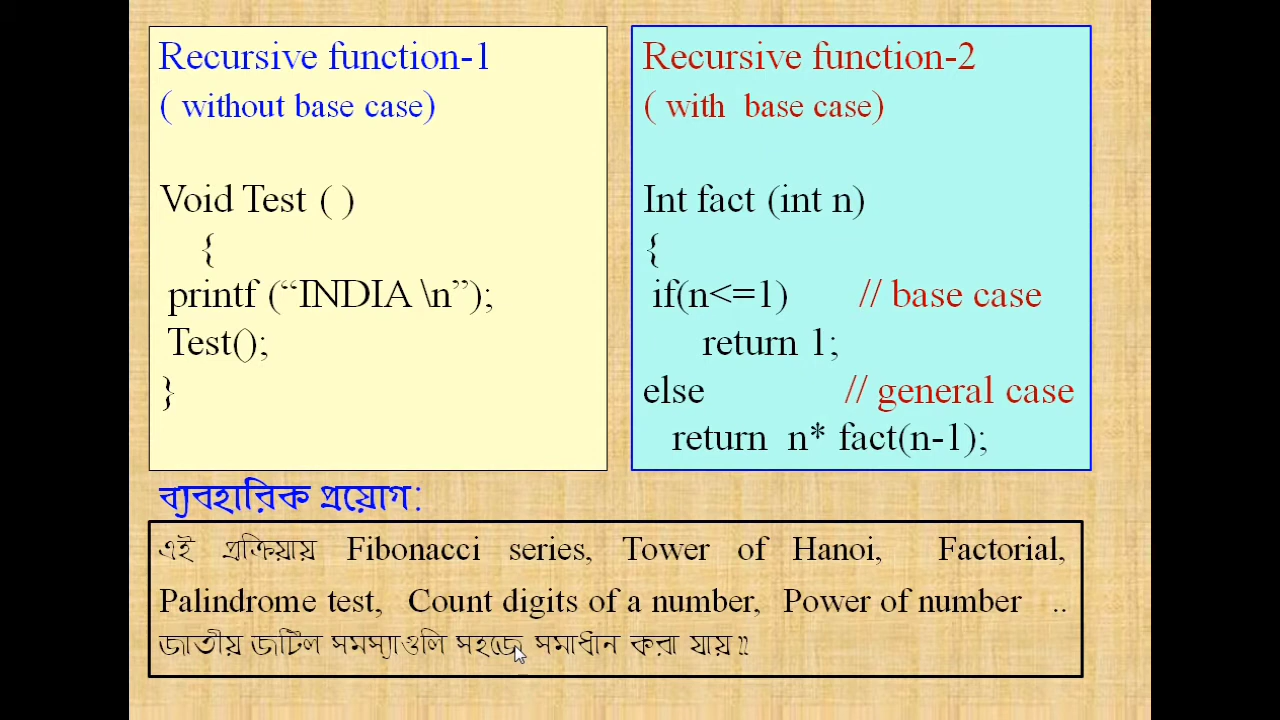 Recursive function-1
( without base case)
Void Test ( )
{
printf (“INDIA \n”);
Test();
}
Recursive function-2
( with base case)
Int fact (int n)
{
if(n<=1) // base case
return 1;
else // general case
return n* fact(n-1);
ব্যবহারিক প্রয়োগ:
এই প্রক্রিয়ায় Fibonacci series, Tower of Hanoi, Factorial,
Palindrome test, Count digits of a number, Power of number ..
জাতীয় জটিল সমস্যাগুলি সহজে সমাধান করা যায়॥